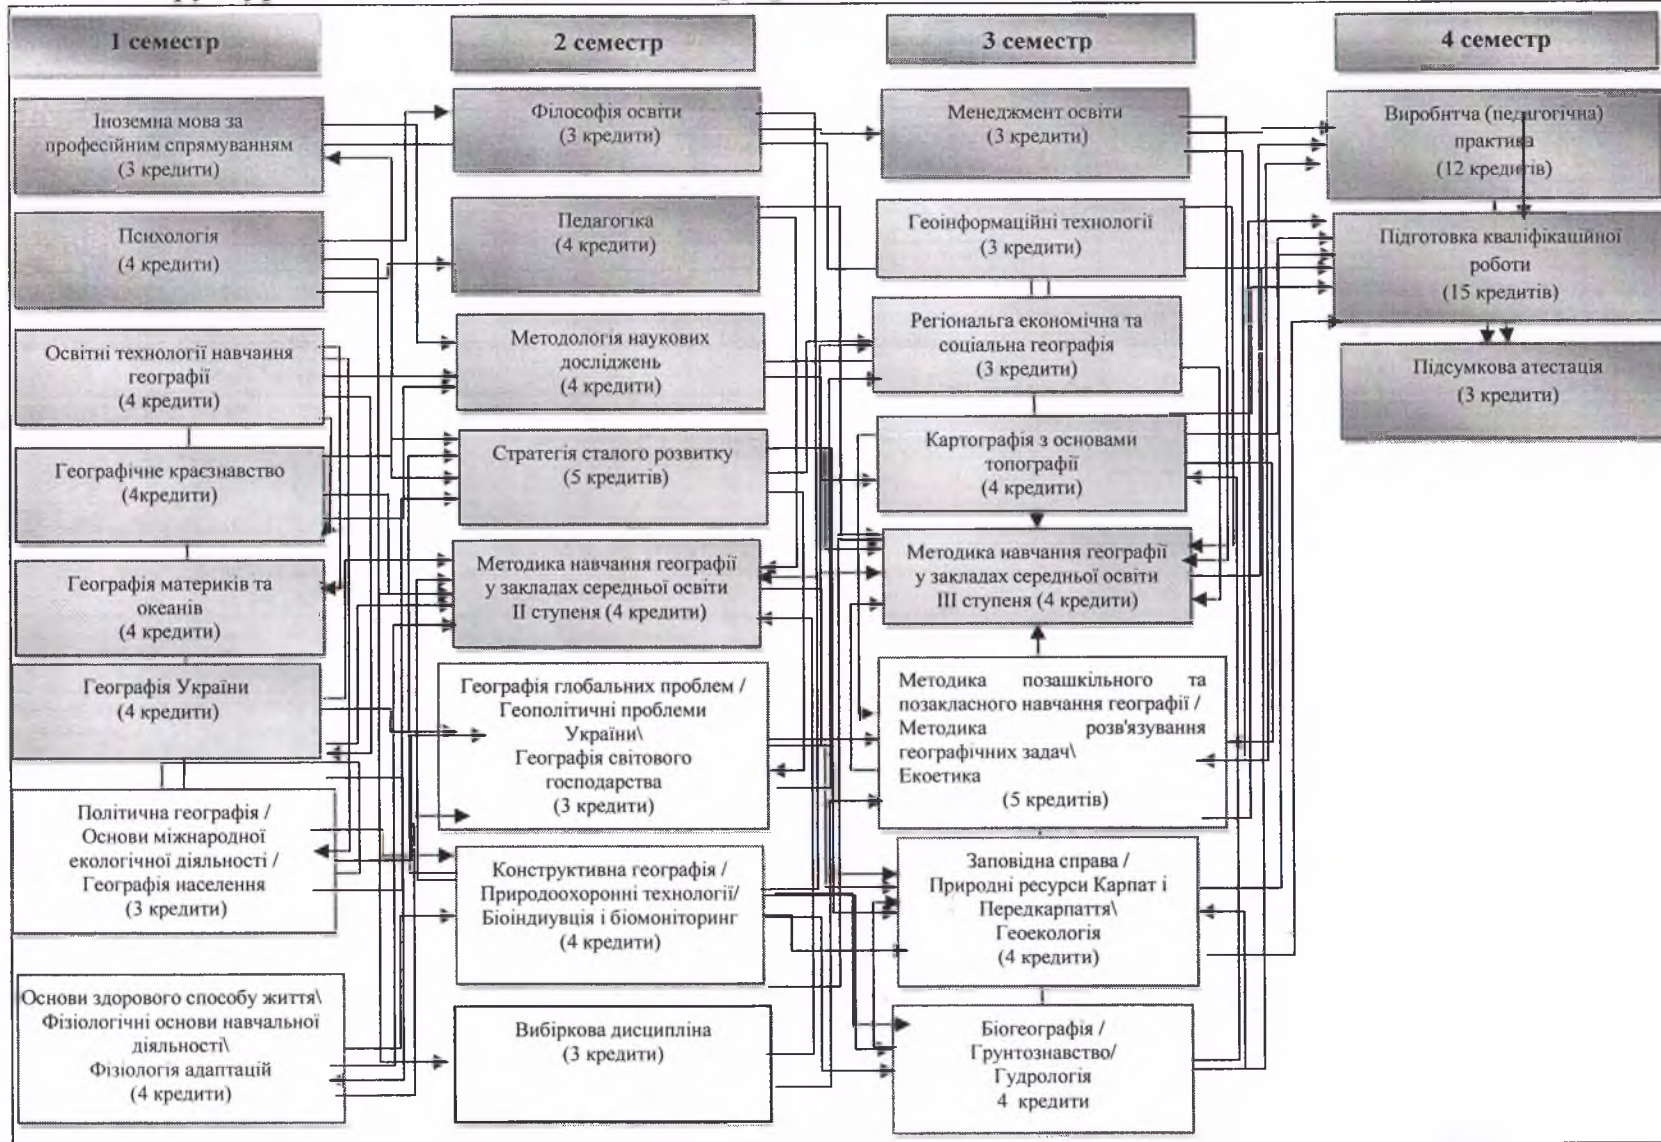 1 семестр
Іноземна мова за
професійним спрямуванням
(3 кредити)
Психологія
(4 кредити)
Освітні технології навчання
географії
(4 кредити)
Географічне краєзнавство
(4кредити)
Географія материків та
океанів
(4 кредити)
Географія України
(4 кредити)
Політична географія /
Основи міжнародної
екологічної діяльності /
Географія населення
(3 кредити)
Основи здорового способу життя\
Фізіологічні основи навчальної
діяльності\
Фізіологія адаптацій
(4 кредити)
2 семестр
Філософія освіти
(3 кредити)
Педагогіка
(4 кредити)
Методологія наукових
досліджень
(4 кредити)
Стратегія сталого розвитку
(5 кредитів)
Методика навчання географії
у закладах середньої освіти
ІІ ступеня (4 кредити)
Географія глобальних проблем /
Геополітичні проблеми
України\
Географія світового
господарства
(3 кредити)
Конструктивна географія /
Природоохоронні технології/
Біоіндиувція і біомоніторинг
(4 кредити)
Вибіркова дисципліна
(3 кредити)
3 семестр
Менеджмент освіти
(3 кредити)
Геоінформаційні технології
(3 кредити)
Регіональга економічна та
соціальна географія
(3 кредити)
Картографія з основами
топографії
(4 кредити)
Методика навчання географії
у закладах середньої освіти
ІІІ ступеня (4 кредити)
Методика позашкільного та
позакласного навчання географії /
Методика розв'язування
географічних задач\
Екоетика
(5 кредитів)
Заповідна справа /
Природні ресурси Карпат і
Передкарпаття\
Геоекологія
(4 кредити)
Біогеографія /
Грунтознавство/
Гудрологія
4 кредити
4 семестр
Виробнтча (педагогічна)
практика
(12 кредитів)
Підготовка кваліфікаційної
роботи
(15 кредитів)
Підсумкова атестація
(3 кредити)